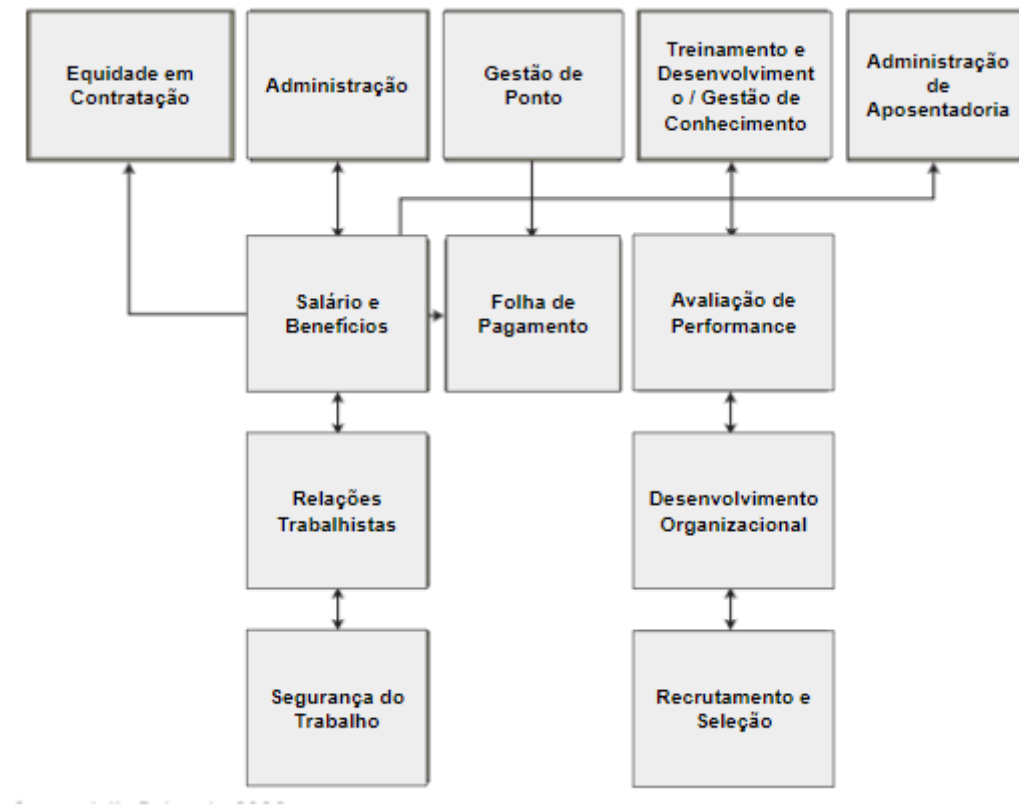 Equidade em
Contratação
Administração
Gestão de
Ponto
Treinamento e
Desenvolviment
o / Gestão de
Conhecimento
Administração
de
Aposentadoria
Salário e
Benefícios
Folha de
Pagamento
Avaliação de
Performance
Relações
Trabalhistas
Desenvolvimento
Organizacional
Segurança do
Trabalho
Recrutamento e
Seleção